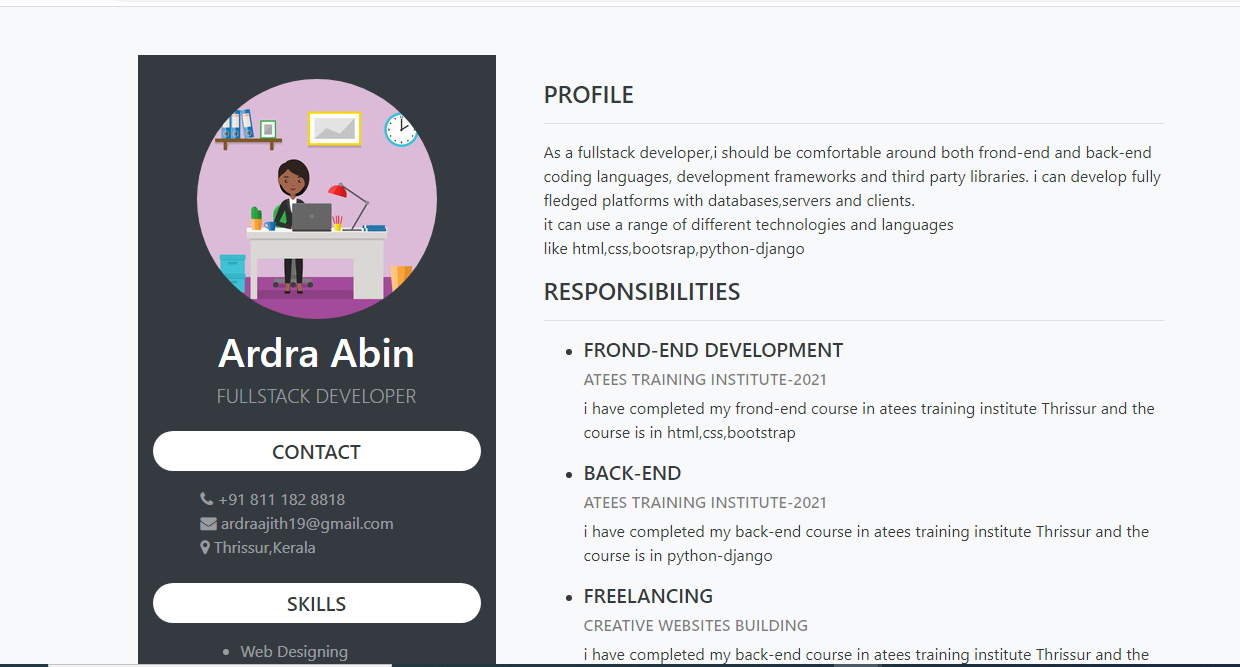 Ardra Abin
FULLSTACK DEVELOPER
CONTACT
+91 811 182 8818
ardraajith19@gmail.com
Thrissur,Kerala
SKILLS
Web Designing
PROFILE
As a fullstack developer,i should be comfortable around both frond-end and back-end
coding languages, development frameworks and third party libraries. i can develop fully
fledged platforms with databases,servers and clients.
it can use a range of different technologies and languages
like html,css,bootsrap,python-django
RESPONSIBILITIES
FROND-END DEVELOPMENT
ATEES TRAINING INSTITUTE-2021
i have completed my frond-end course in atees training institute Thrissur and the
course is in html,css,bootstrap
BACK-END
ATEES TRAINING INSTITUTE-2021
i have completed my back-end course in atees training institute Thrissur and the
course is in python-django
FREELANCING
CREATIVE WEBSITES BUILDING
i have completed my back-end course in atees training institute Thrissur and the